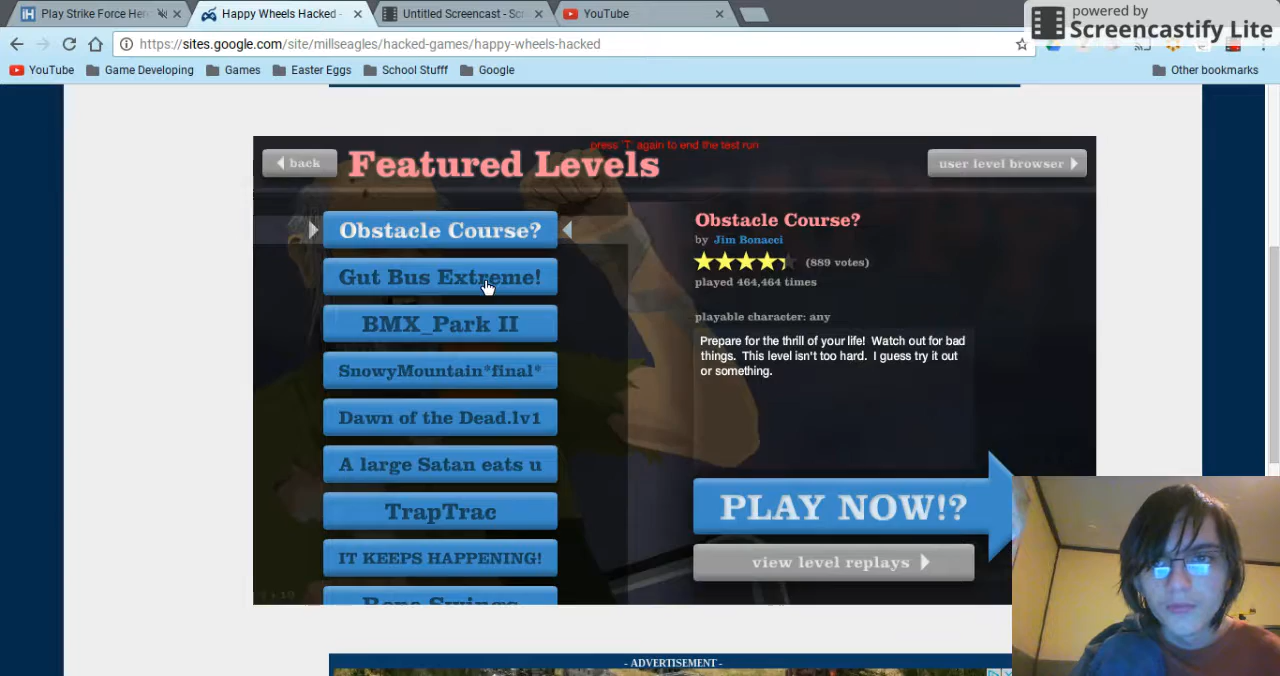 Play Strike Force Her
Happy Wheels Hacked -
Untitled Screencast - Scr
YouTube
powered by
Screencastify Lite
https://sites.google.com/site/millseagles/hacked-games/happy-wheels-hacked
YouTube
Game Developing
Games
Easter Eggs
School Stufff
Google
Other bookmarks
press 'T' again to end the test run
back
Featured Levels
user level browser
Obstacle Course?
Gut Bus Extreme!
BMX_Park II
SnowyMountain*final*
Dawn of the Dead.lv1
A large Satan eats u
TrapTrac
IT KEEPS HAPPENING!
Rope Swings
Obstacle Course?
by Jim Bonacci
(889 votes)
played 464,464 times
playable character: any
Prepare for the thrill of your life! Watch out for bad
things. This level isn't too hard. I guess try it out
or something.
PLAY NOW!?
view level replays
- ADVERTISEMENT -